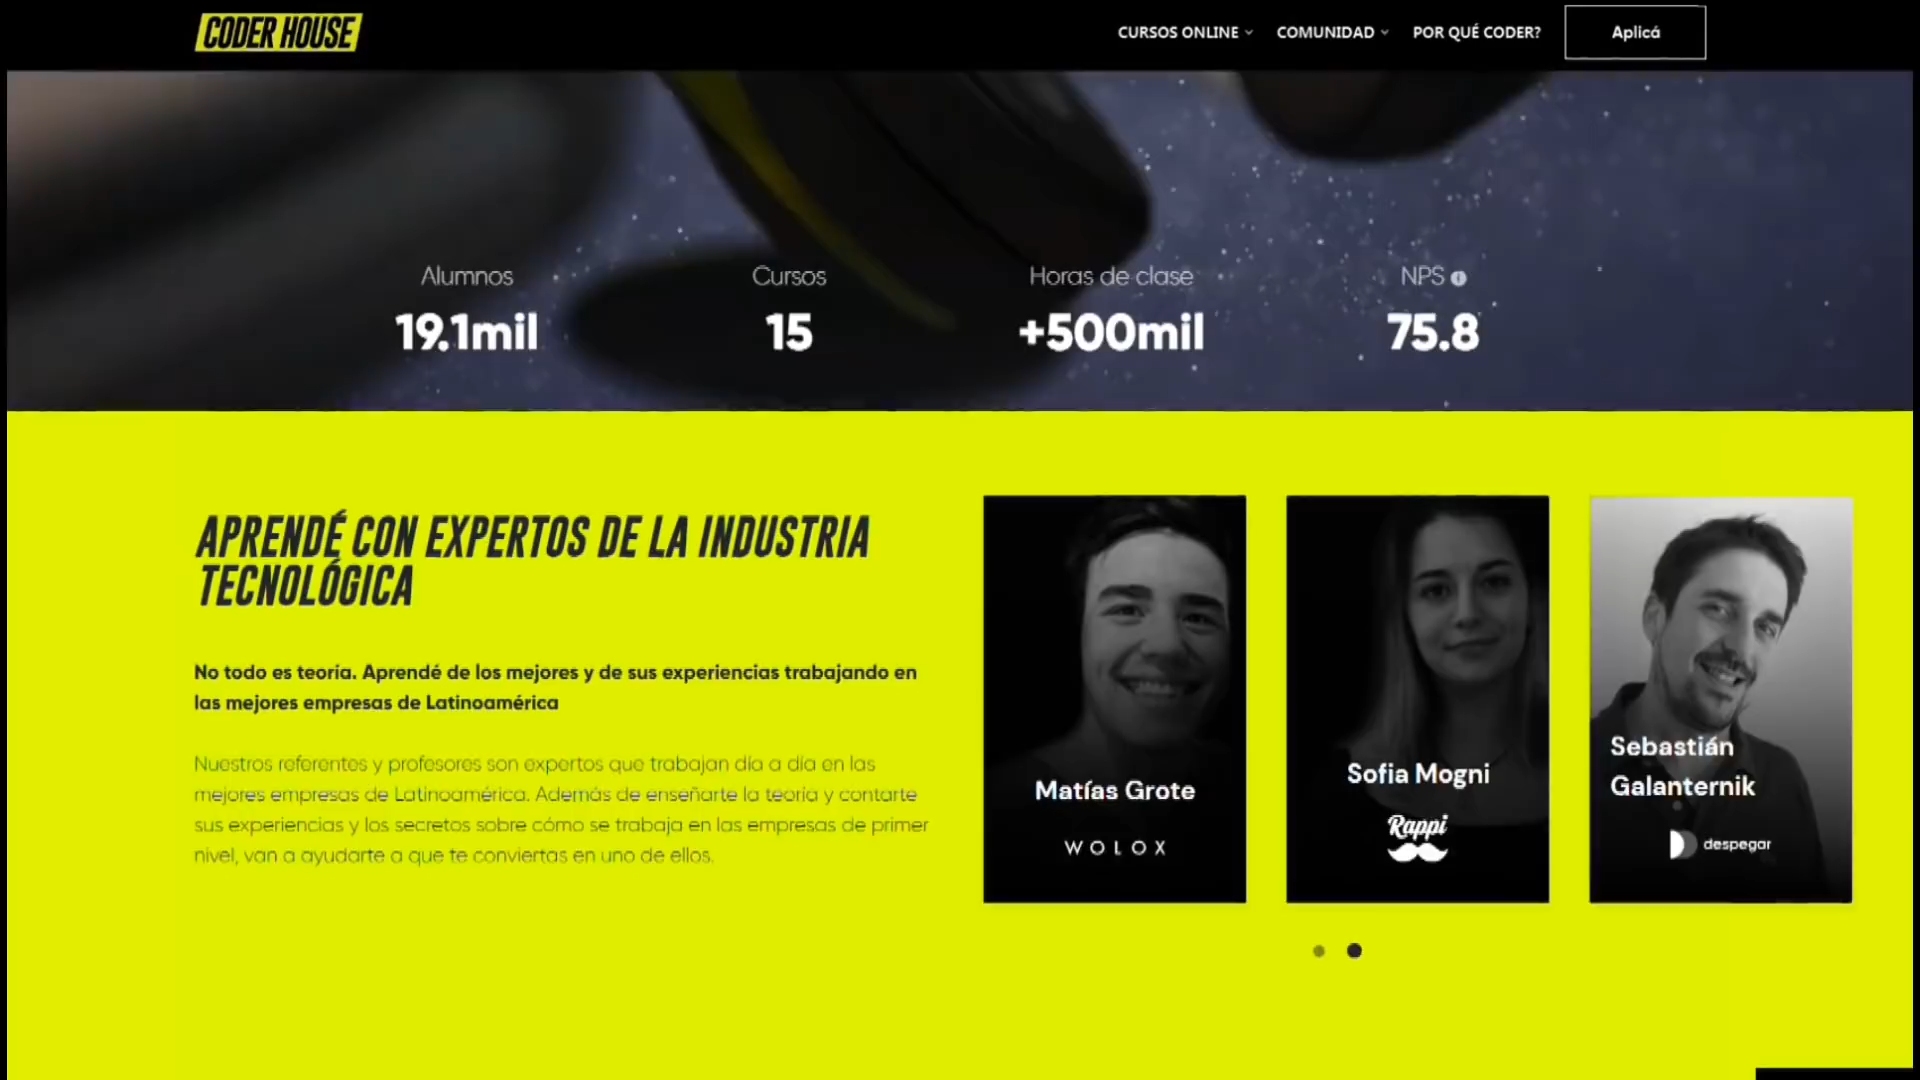 CODER HOUSE
CURSOS ONLINE
COMUNIDAD
POR QUÉ CODER?
Aplicá
Alumnos
19.1mil
Cursos
15
Horas de clase
+500mil
NPS
75.8
APRENDÉ CON EXPERTOS DE LA INDUSTRIA
TECNOLÓGICA
No todo es teoría. Aprendé de los mejores y de sus experiencias trabajando en
las mejores empresas de Latinoamérica
Nuestros referentes y profesores son expertos que trabajan día a día en las
mejores empresas de Latinoamérica. Además de enseñarte la teoría y contarte
sus experiencias y los secretos sobre cómo se trabaja en las empresas de primer
nivel, van a ayudarte a que te conviertas en uno de ellos.
Matías Grote
WOLOX
Sofia Mogni
Rappi
Sebastián
Galanternik
despegar